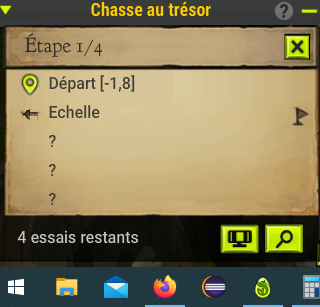 Chasse au trésor ?
Étape 1/4
Départ [-1,8]
Echelle
?
?
?
4 essais restants